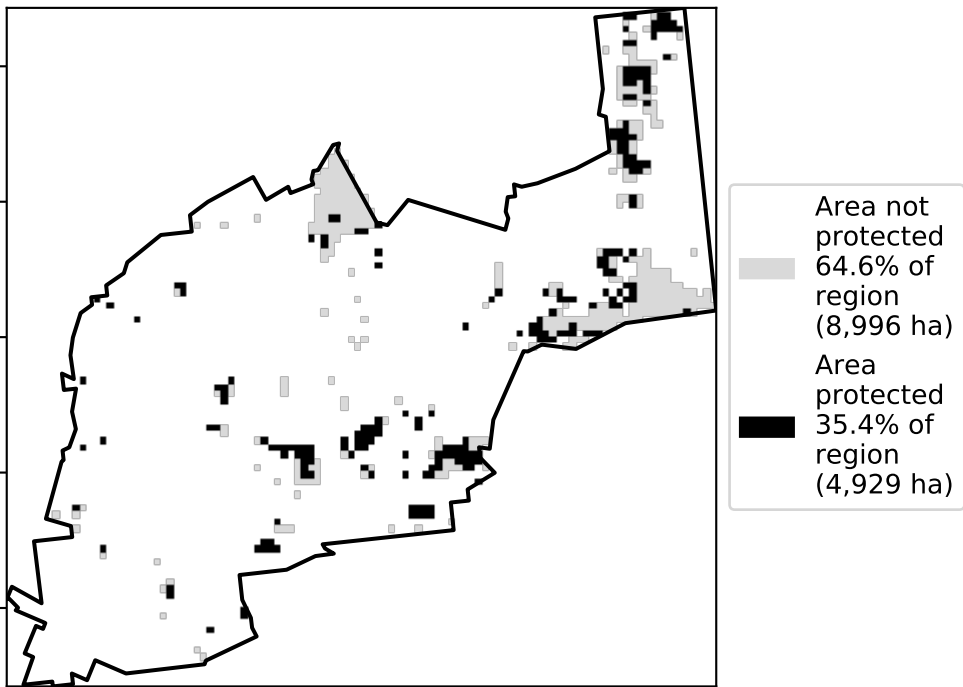 Area not
protected
64.6% of
region
(8,996 ha)
Area
protected
35.4% of
region
(4,929 ha)